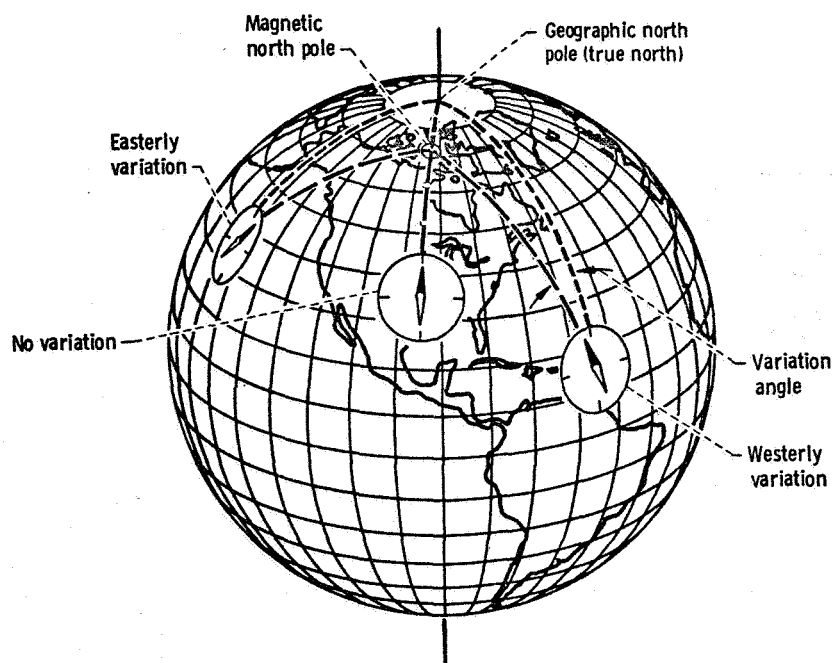 Magnetic
north pole
Geographic north
pole (true north)
Easterly
variation
No variation
Variation
angle
Westerly
variation